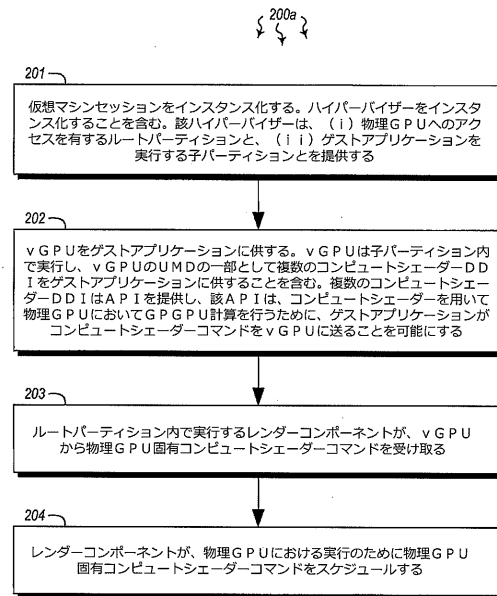 200a
201
仮想マシンセッションをインスタンス化する。ハイパーバイザーをインスタ
ンス化することを含む。該ハイパーバイザーは、(i)物理GPUへのアク
セスを有するルートパーティションと、(ii)ゲストアプリケーションを
実行する子パーティションとを提供する
202
vGPUをゲストアプリケーションに供する。vGPUは子パーティション内
で実行し、vGPUのUMDの一部として複数のコンピュートシェーダーDD
Iをゲストアプリケーションに供することを含む。複数のコンピュートシェー
ダーDDIはAPIを提供し、該APIは、コンピュートシェーダーを用いて
物理GPUにおいてGPGPU計算を行うために、ゲストアプリケーションが
コンピュートシェーダーコマンドをvGPUに送ることを可能にする
203
ルートパーティション内で実行するレンダーコンポーネントが、vGPU
から物理GPU固有コンピュートシェーダーコマンドを受け取る
204
レンダーコンポーネントが、物理GPUにおける実行のために物理GPU
固有コンピュートシェーダーコマンドをスケジュールする